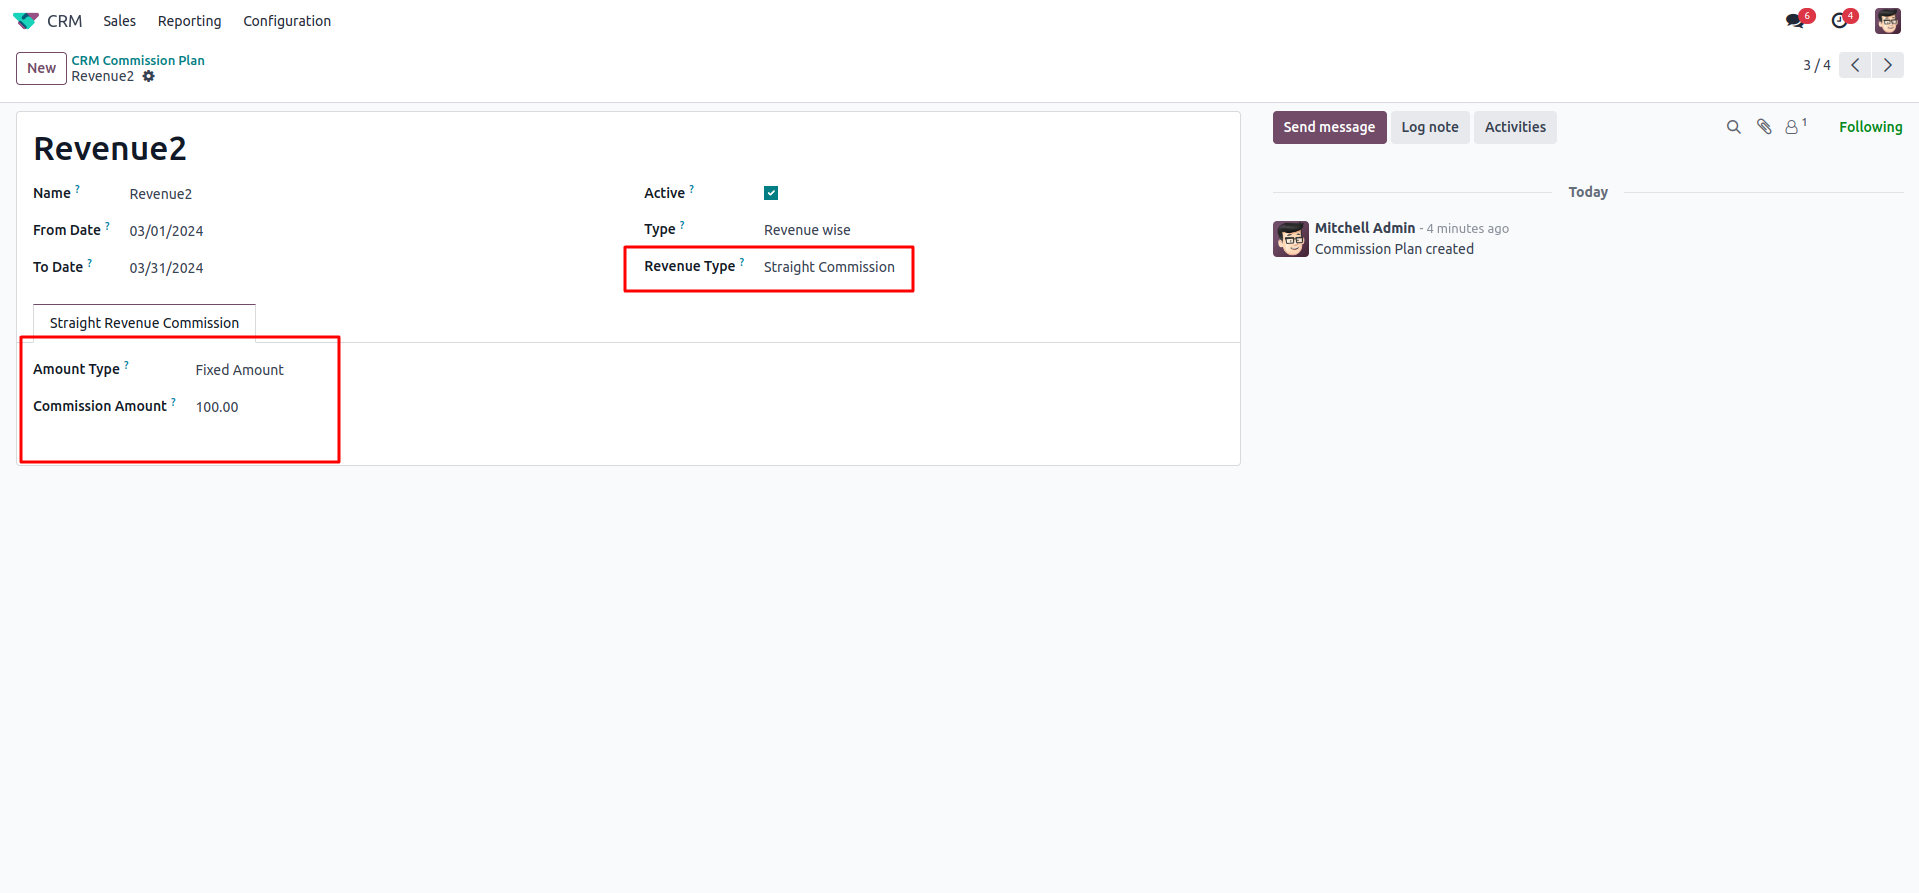 CRM Sales Reporting Configuration 6 4
New CRM Commission Plan
Revenue2
3 / 4
Revenue2
Name ? Revenue2
From Date ? 03/01/2024
To Date ? 03/31/2024
Active ?
Type ? Revenue wise
Revenue Type ? Straight Commission
Straight Revenue Commission
Amount Type ? Fixed Amount
Commission Amount ? 100.00
Send message Log note Activities 1 Following
Today
Mitchell Admin - 4 minutes ago
Commission Plan created